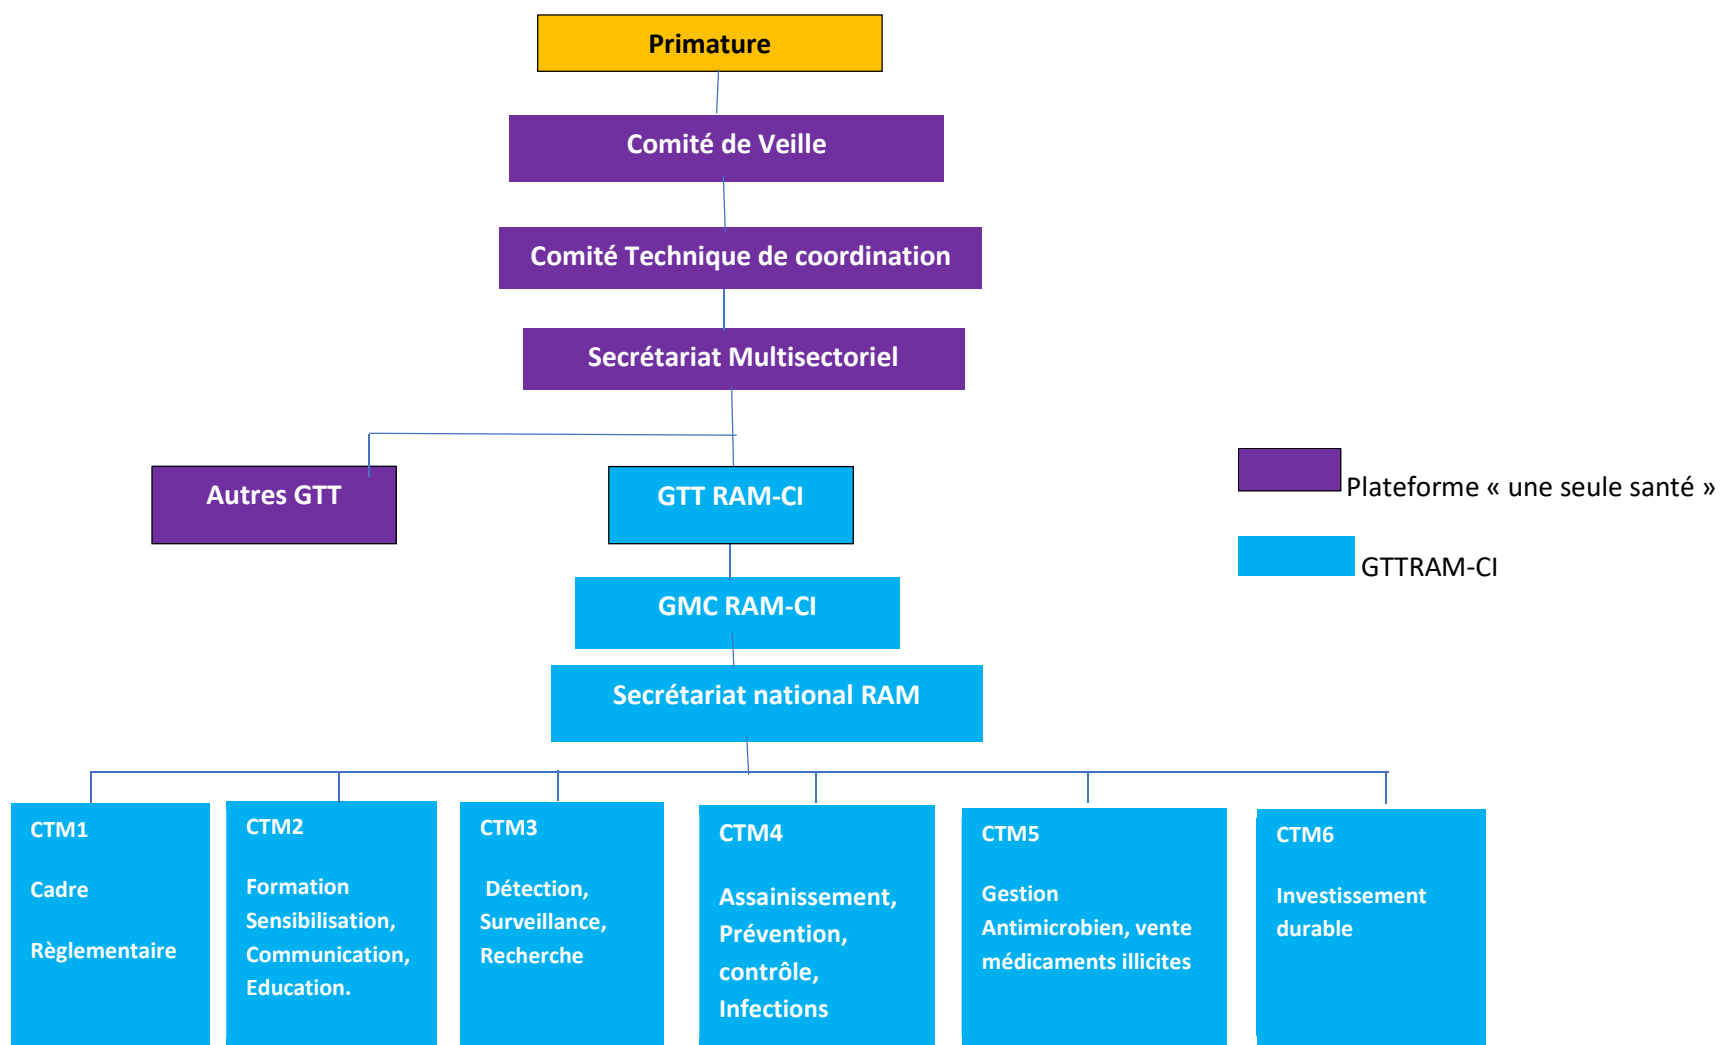 Primature
Comité de Veille
Comité Technique de coordination
Secrétariat Multisectoriel
Autres GTT
GTT RAM-CI
Plateforme « une seule santé »
GTTRAM-CI
GMC RAM-CI
Secrétariat national RAM
CTM1
Cadre
Règlementaire
CTM2
Formation
Sensibilisation,
Communication,
Education.
CTM3
Détection,
Surveillance,
Recherche
CTM4
Assainissement,
Prévention,
contrôle,
Infections
CTM5
Gestion
Antimicrobien, vente
médicaments illicites
CTM6
Investissement
durable